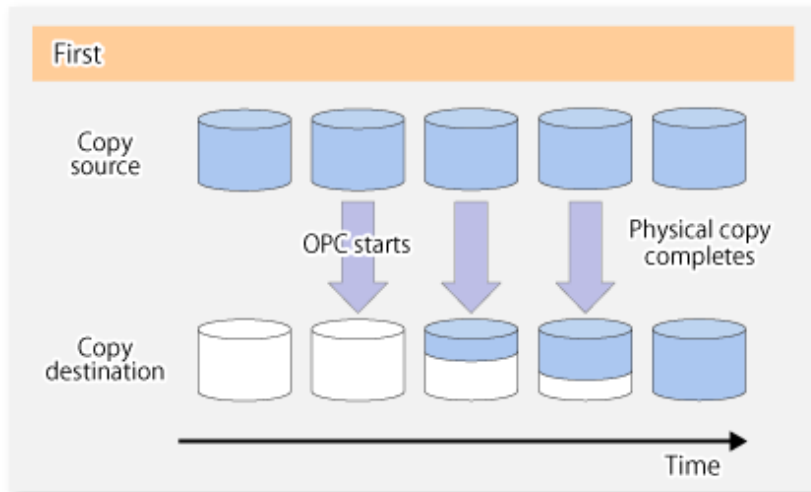 First
Copy
source
OPC starts
Physical copy
completes
Copy
destination
Time